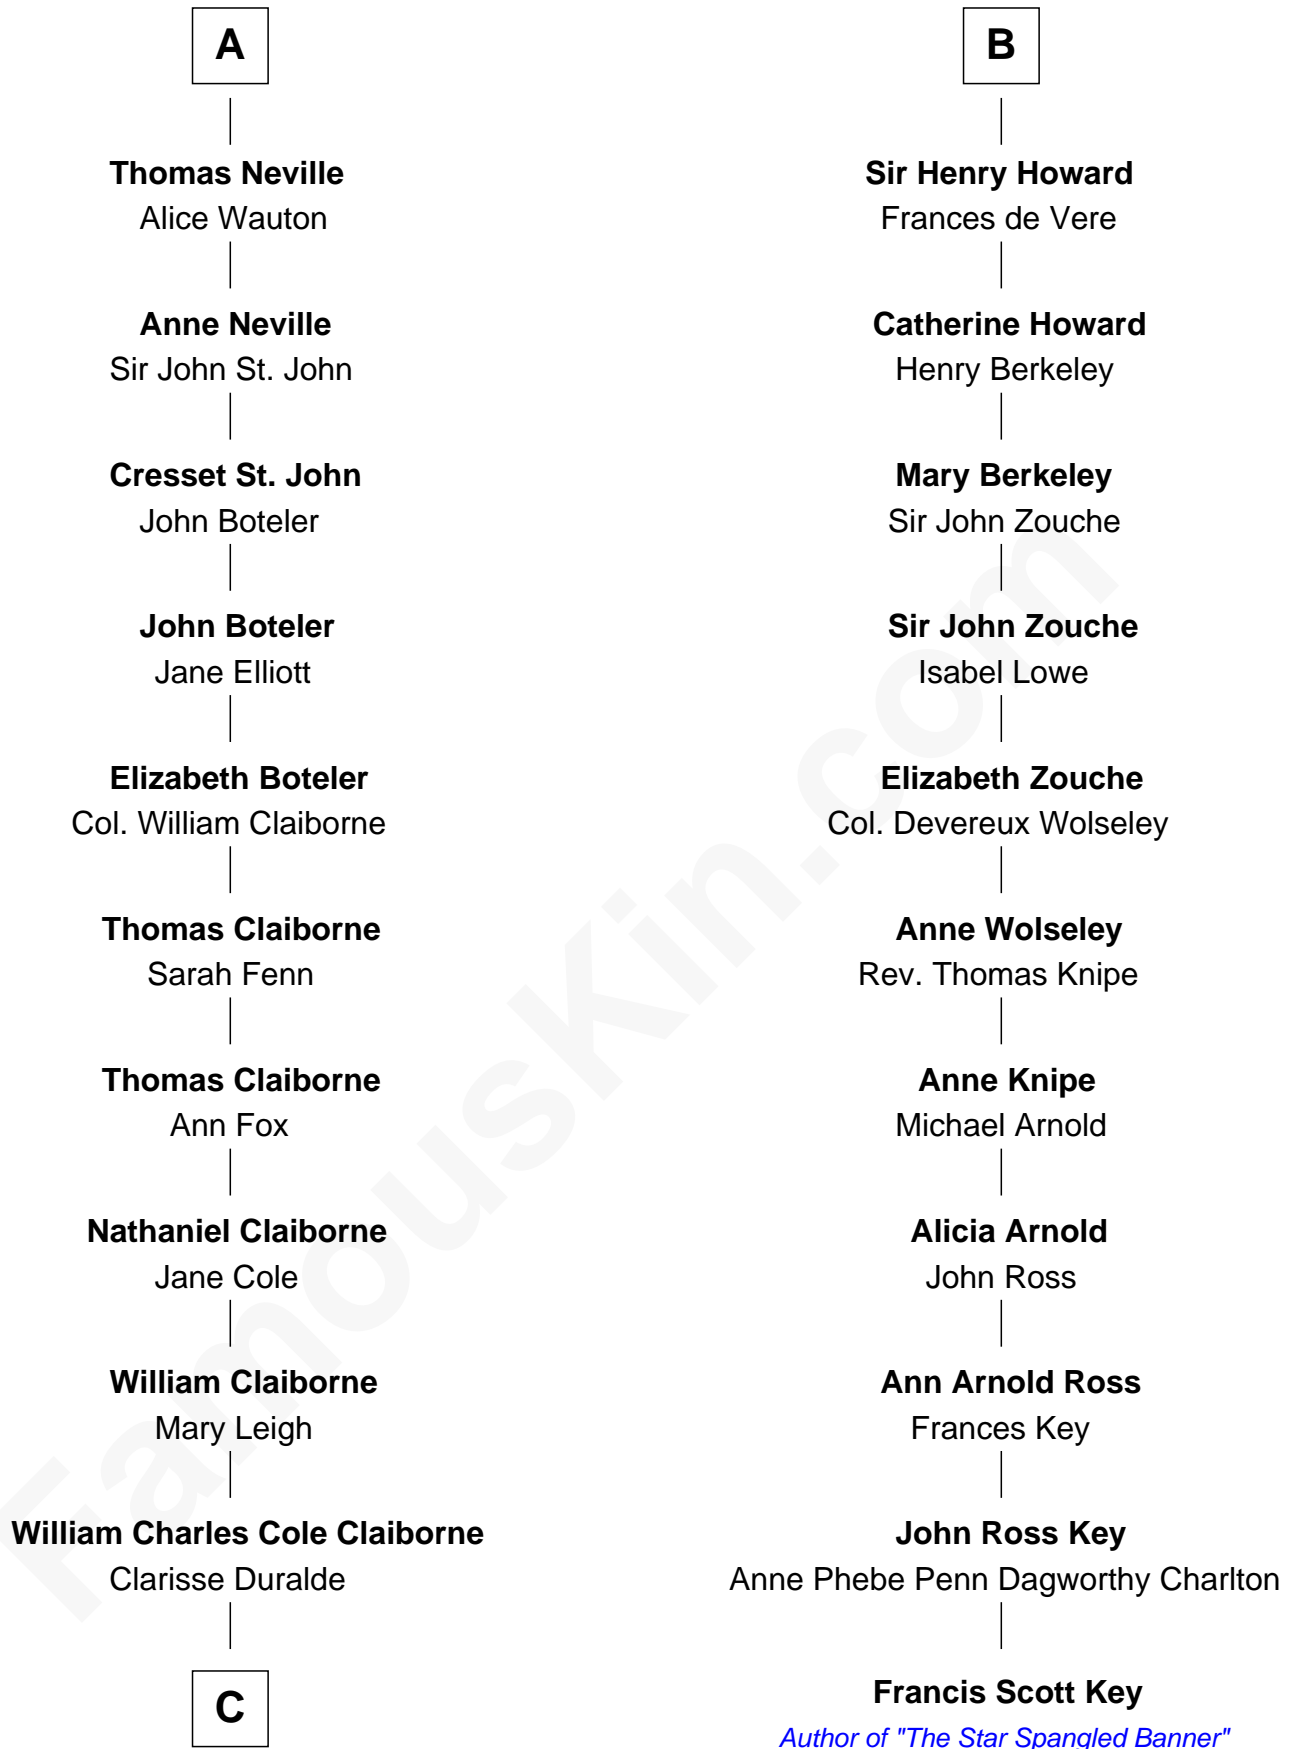 A
Thomas Neville
Alice Wauton
Anne Neville
Sir John St. John
Cresset St. John
John Boteler
John Boteler
Jane Elliott
Elizabeth Boteler
Col. William Claiborne
Thomas Claiborne
Sarah Fenn
Thomas Claiborne
Ann Fox
Nathaniel Claiborne
Jane Cole
William Claiborne
Mary Leigh
William Charles Cole Claiborne
Clarisse Duralde
C
B
Sir Henry Howard
Frances de Vere
Catherine Howard
Henry Berkeley
Mary Berkeley
Sir John Zouche
Sir John Zouche
Isabel Lowe
Elizabeth Zouche
Col. Devereux Wolseley
Anne Wolseley
Rev. Thomas Knipe
Anne Knipe
Michael Arnold
Alicia Arnold
John Ross
Ann Arnold Ross
Frances Key
John Ross Key
Anne Phebe Penn Dagworthy Charlton
Francis Scott Key
Author of "The Star Spangled Banner"
FamousKin.com